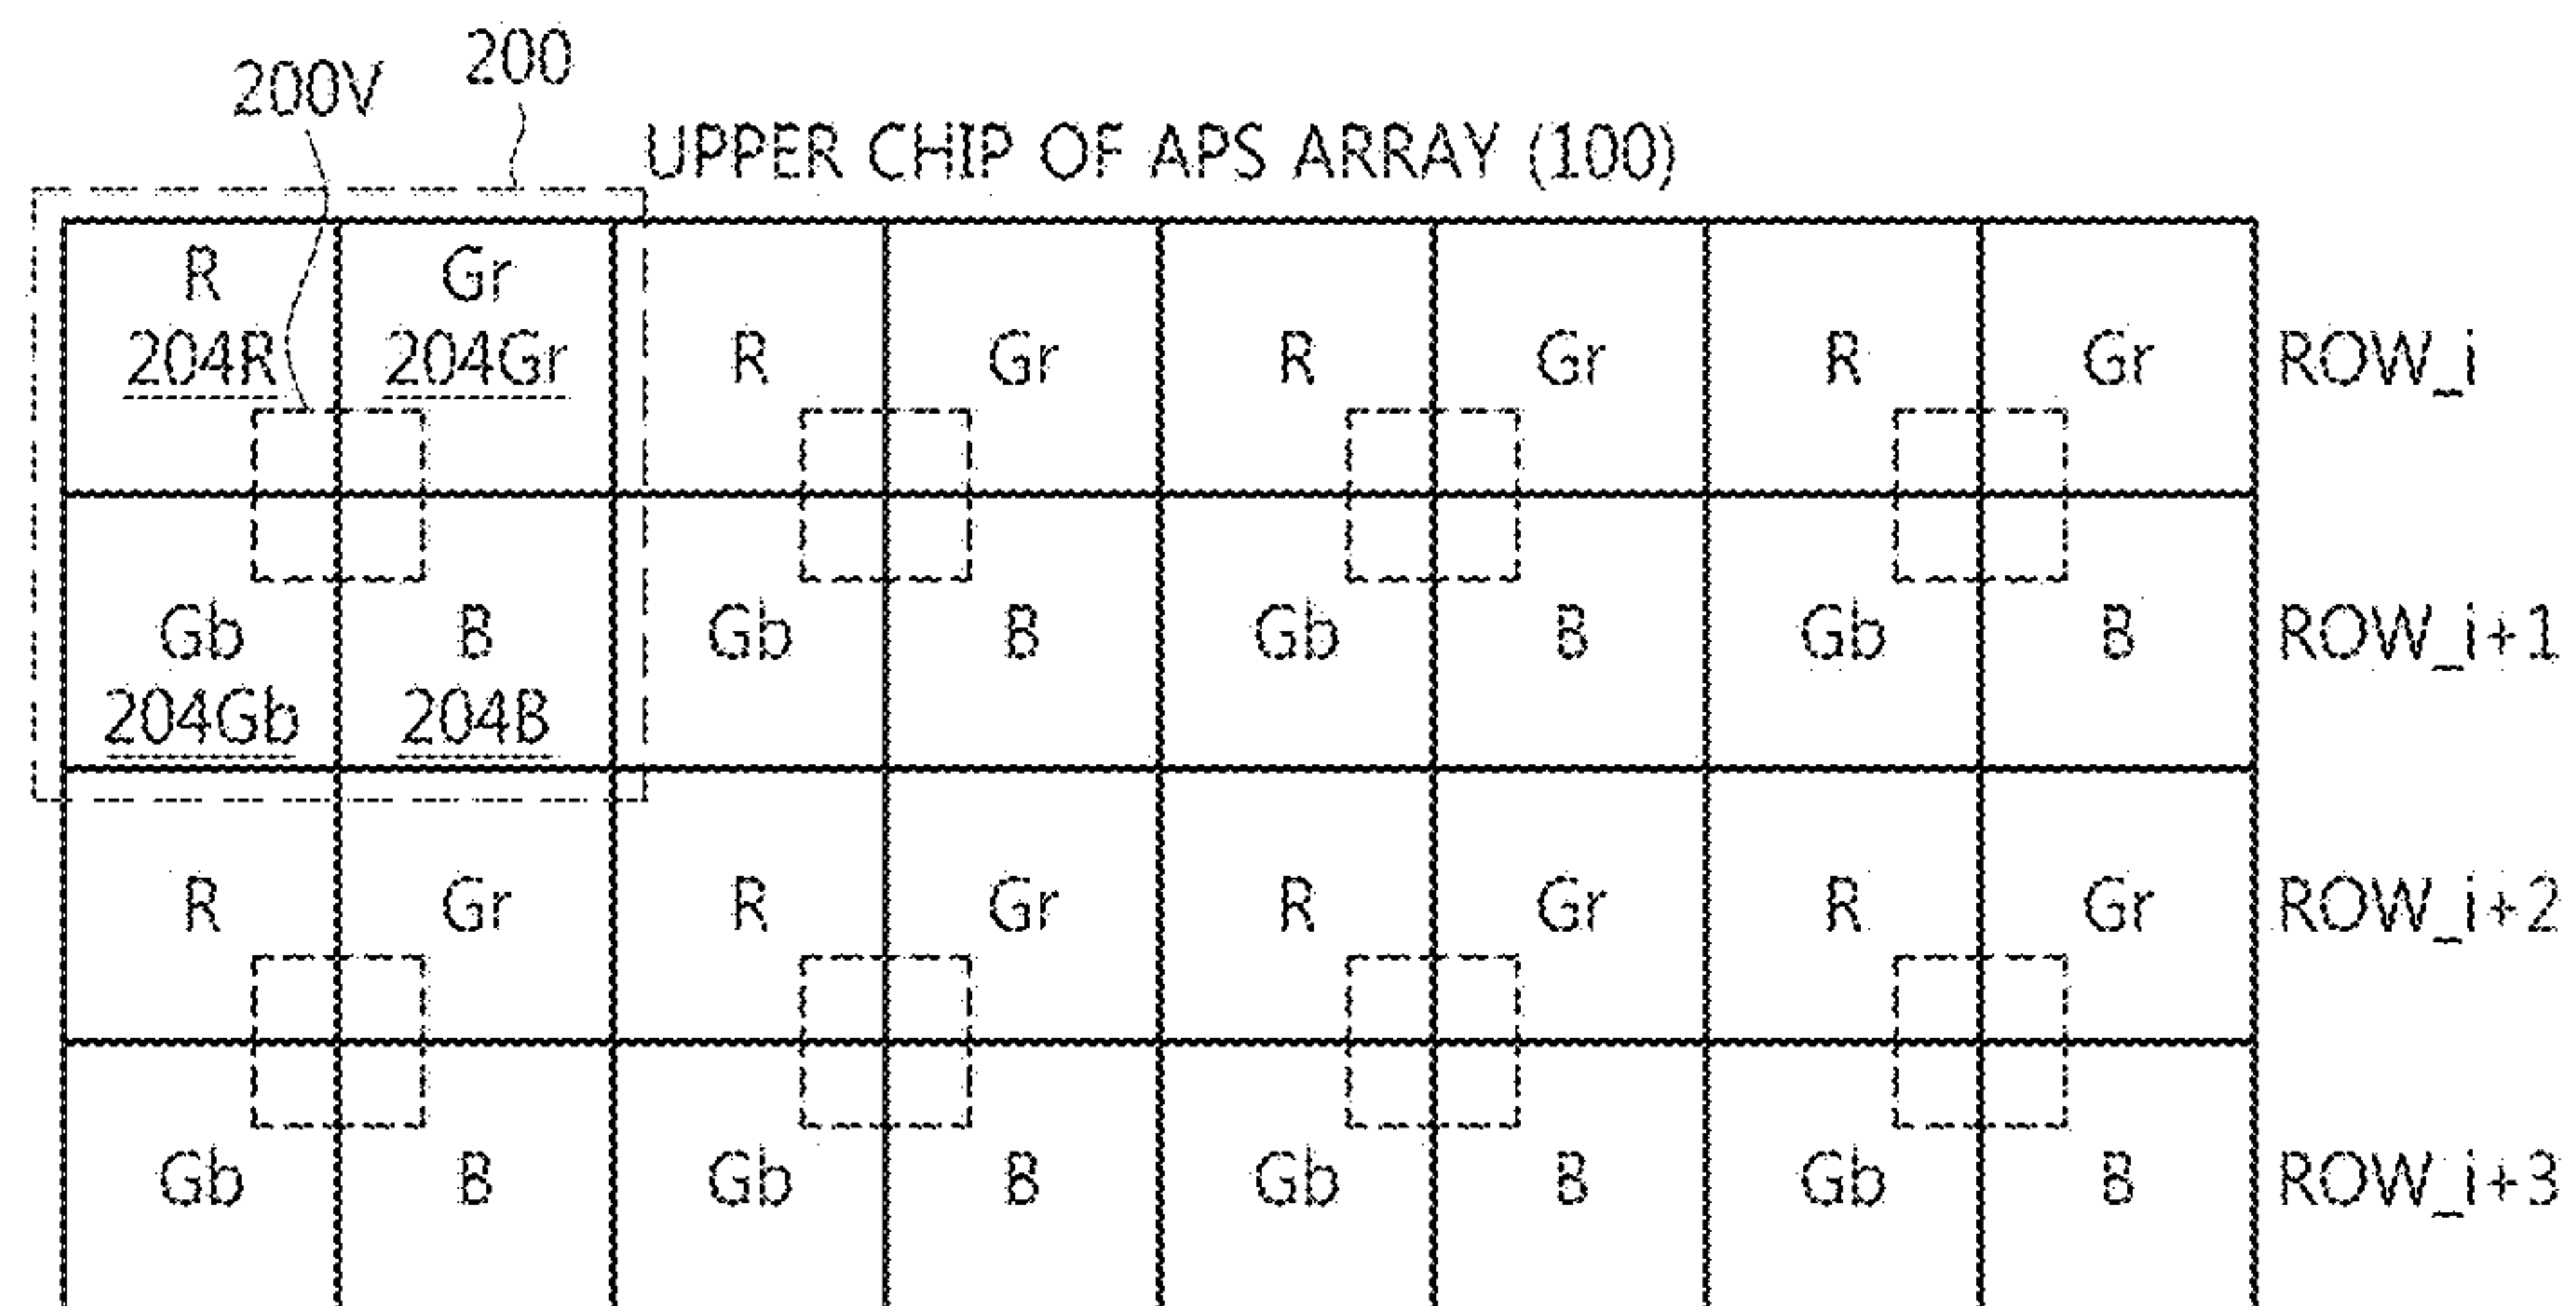 200V 200
UPPER CHIP OF APS ARRAY (100)
R Gr
204R 204Gr R Gr R Gr R Gr ROW_i
Gb B Gb B Gb B Gb B ROW_i+1
204Gb 204B
R Gr R Gr R Gr R Gr ROW_i+2
Gb B Gb B Gb B Gb B ROW_i+3